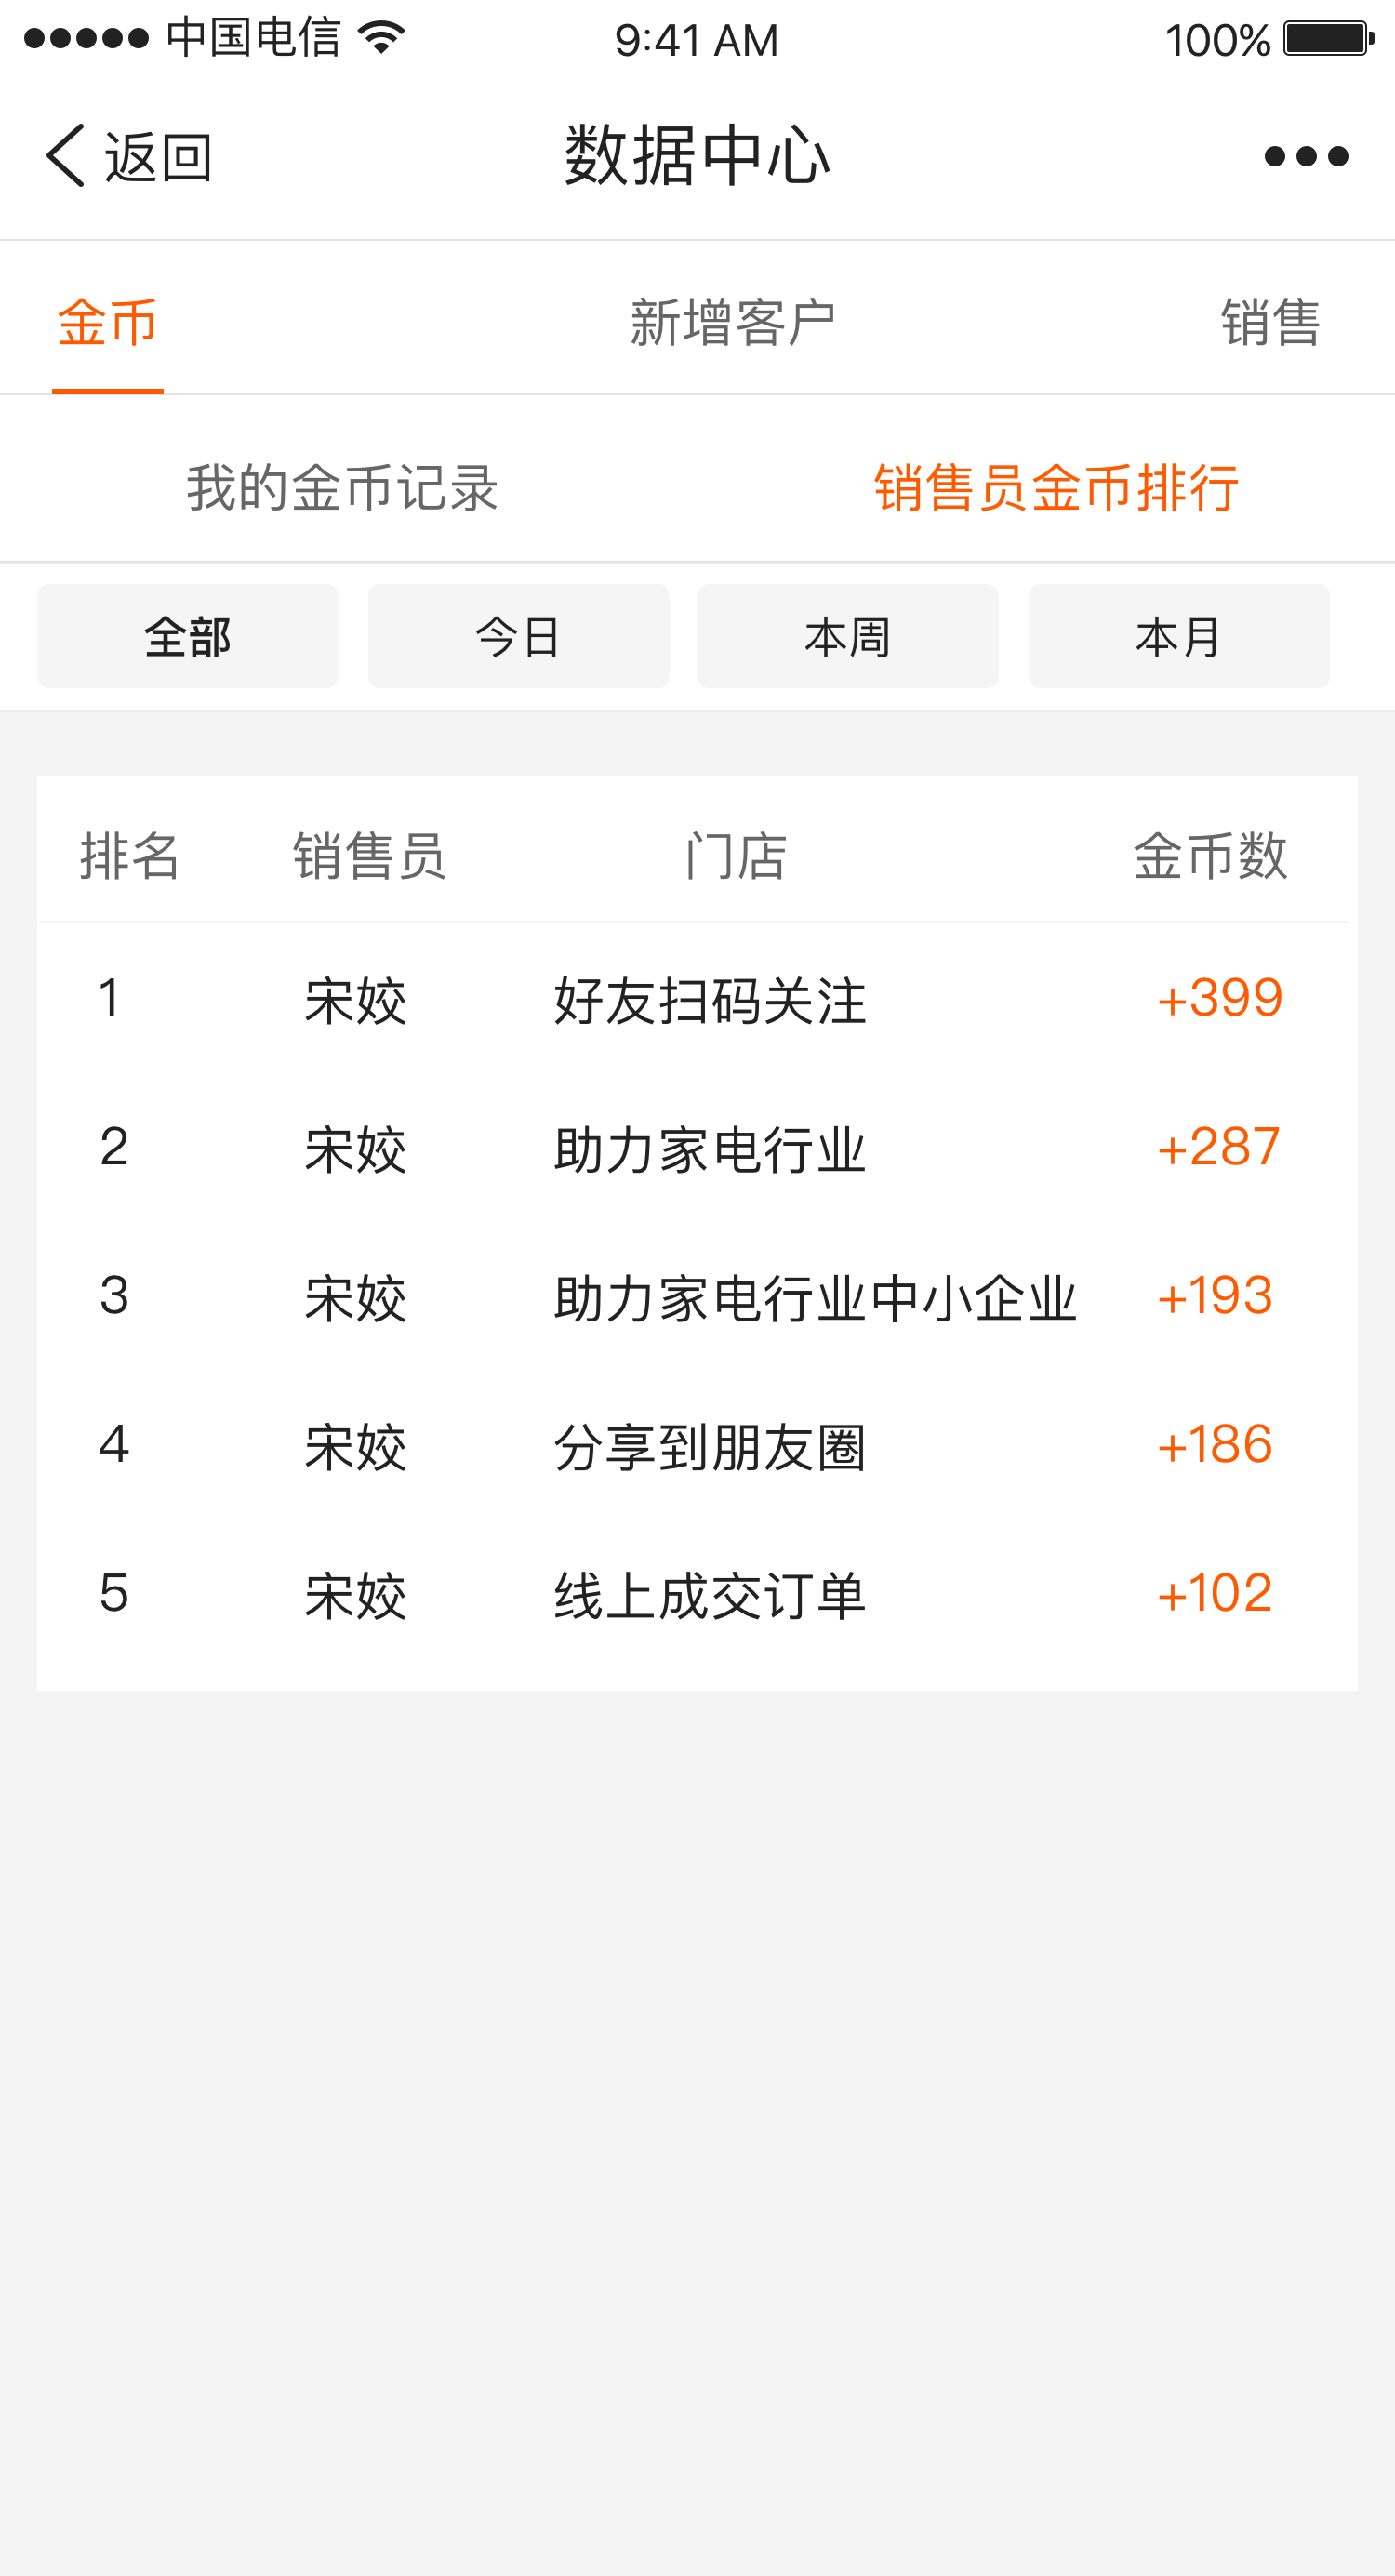 中国电信 9:41 AM 100%
返回 数据中心
金币 新增客户 销售
我的金币记录 销售员金币排行
全部 今日 本周 本月
排名 销售员 门店 金币数
1 宋姣 好友扫码关注 +399
2 宋姣 助力家电行业 +287
3 宋姣 助力家电行业中小企业 +193
4 宋姣 分享到朋友圈 +186
5 宋姣 线上成交订单 +102